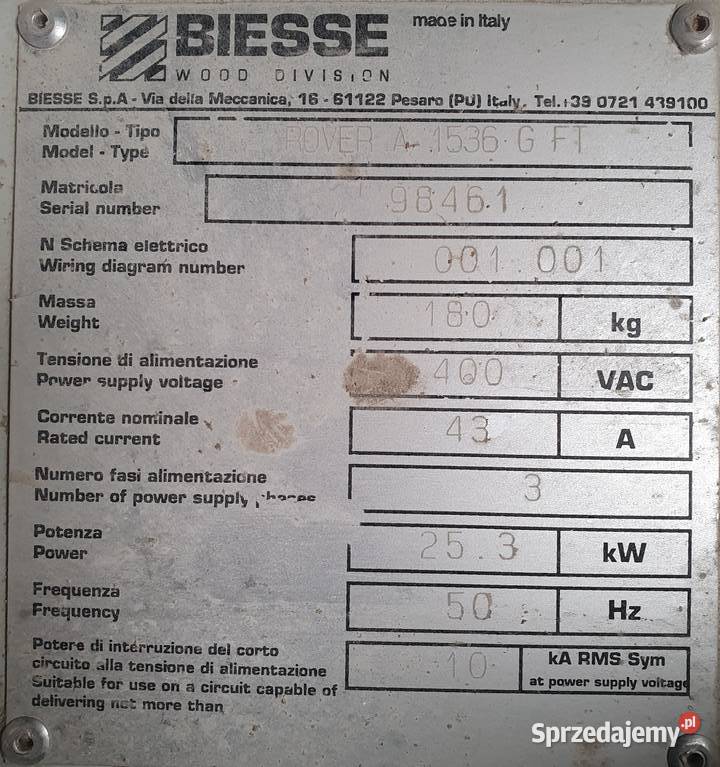 BIESSE
made in Italy
WOOD DIVISION
BIESSE S.p.A - Via della Meccanica, 16 - 61122 Pesaro (PU) Italy. Tel.+39 0721 439100
Modello - Tipo
Model - Type
ROVER A 1536 G FT
Matricola
Serial number
98461
N Schema elettrico
Wiring diagram number
001.001
Massa
Weight
180
kg
Tensione di alimentazione
Power supply voltage
400
VAC
Corrente nominale
Rated current
43
A
Numero fasi alimentazione
Number of power supply phases
3
Potenza
Power
25.3
kW
Frequenza
Frequency
50
Hz
Potere di interruzione del corto
circuito alla tensione di alimentazione
Suitable for use on a circuit capable of
delivering not more than
10
kA RMS Sym
at power supply voltage
Sprzedajemy.pl